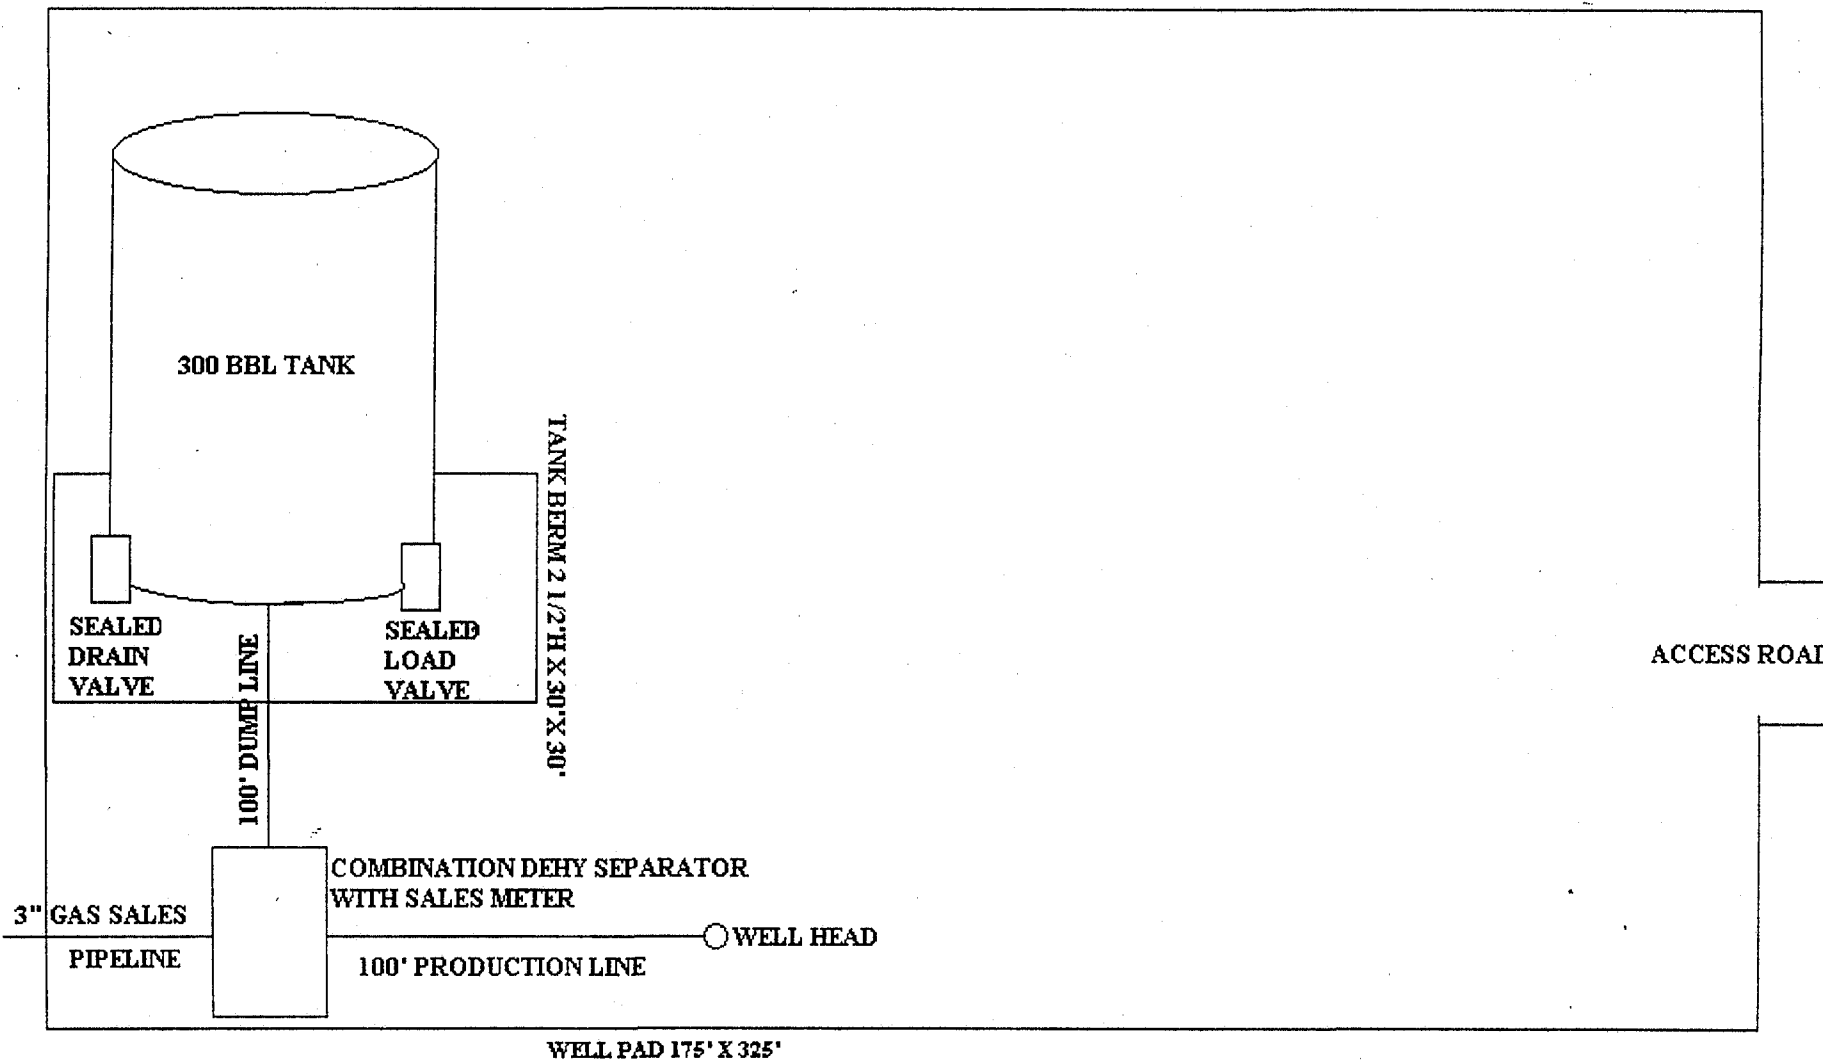 300 BBL TANK
TANK BERM 2 1/2'H X 30'X 30'
SEALED
DRAIN
VALVE
SEALED
LOAD
VALVE
100' DUMP LINE
ACCESS ROAD
COMBINATION DEHY SEPARATOR
WITH SALES METER
3" GAS SALES
PIPELINE
WELL HEAD
100' PRODUCTION LINE
WELL PAD 175' X 325'